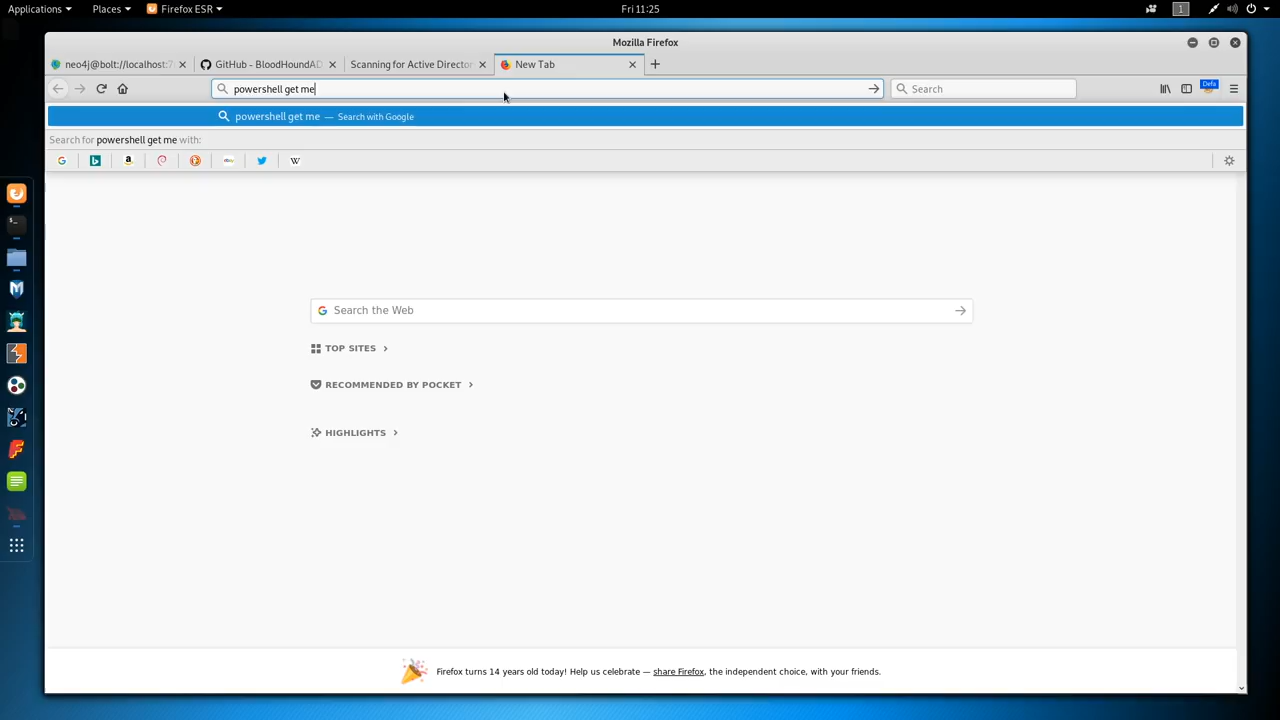 Applications Places Firefox ESR Fri 11:25 1
Mozilla Firefox
neo4j@bolt://localhost:7 GitHub - BloodHoundAD Scanning for Active Director New Tab
powershell get me Search Defa
powershell get me — Search with Google
Search for powershell get me with:
Search the Web
TOP SITES
RECOMMENDED BY POCKET
HIGHLIGHTS
Firefox turns 14 years old today! Help us celebrate — share Firefox, the independent choice, with your friends.